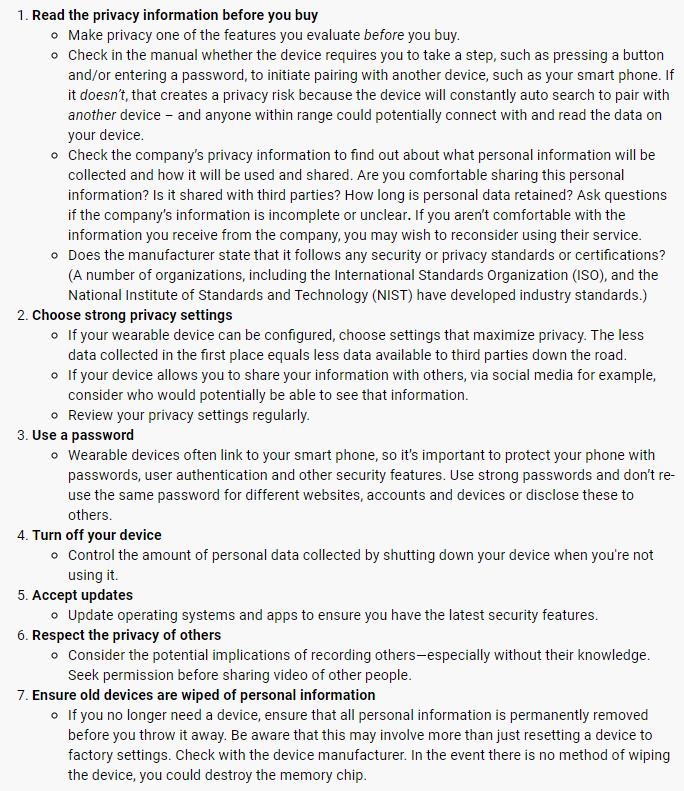 1. Read the privacy information before you buy
Make privacy one of the features you evaluate before you buy.
Check in the manual whether the device requires you to take a step, such as pressing a button
and/or entering a password, to initiate pairing with another device, such as your smart phone. If
it doesn't, that creates a privacy risk because the device will constantly auto search to pair with
another device – and anyone within range could potentially connect with and read the data on
your device.
Check the company's privacy information to find out about what personal information will be
collected and how it will be used and shared. Are you comfortable sharing this personal
information? Is it shared with third parties? How long is personal data retained? Ask questions
if the company's information is incomplete or unclear. If you aren't comfortable with the
information you receive from the company, you may wish to reconsider using their service.
Does the manufacturer state that it follows any security or privacy standards or certifications?
(A number of organizations, including the International Standards Organization (ISO), and the
National Institute of Standards and Technology (NIST) have developed industry standards.)
2. Choose strong privacy settings
If your wearable device can be configured, choose settings that maximize privacy. The less
data collected in the first place equals less data available to third parties down the road.
If your device allows you to share your information with others, via social media for example,
consider who would potentially be able to see that information.
Review your privacy settings regularly.
3. Use a password
Wearable devices often link to your smart phone, so it's important to protect your phone with
passwords, user authentication and other security features. Use strong passwords and don't re-
use the same password for different websites, accounts and devices or disclose these to
others.
4. Turn off your device
Control the amount of personal data collected by shutting down your device when you're not
using it.
5. Accept updates
Update operating systems and apps to ensure you have the latest security features.
6. Respect the privacy of others
Consider the potential implications of recording others—especially without their knowledge.
Seek permission before sharing video of other people.
7. Ensure old devices are wiped of personal information
If you no longer need a device, ensure that all personal information is permanently removed
before you throw it away. Be aware that this may involve more than just resetting a device to
factory settings. Check with the device manufacturer. In the event there is no method of wiping
the device, you could destroy the memory chip.